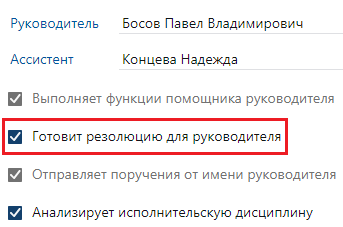 Руководитель Босов Павел Владимирович
Ассистент Концева Надежда
Выполняет функции помощника руководителя
Готовит резолюцию для руководителя
Отправляет поручения от имени руководителя
Анализирует исполнительскую дисциплину